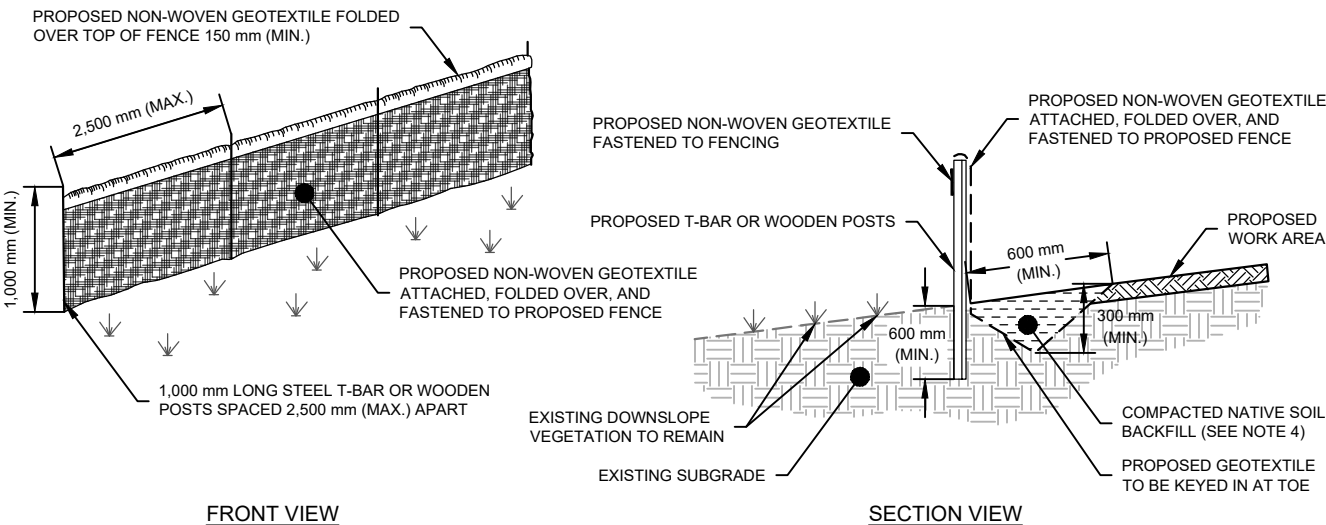 PROPOSED NON-WOVEN GEOTEXTILE FOLDED
OVER TOP OF FENCE 150 mm (MIN.)
2,500 mm (MAX.)
1,000 mm (MIN.)
PROPOSED NON-WOVEN GEOTEXTILE
ATTACHED, FOLDED OVER, AND
FASTENED TO PROPOSED FENCE
1,000 mm LONG STEEL T-BAR OR WOODEN
POSTS SPACED 2,500 mm (MAX.) APART
FRONT VIEW
PROPOSED NON-WOVEN GEOTEXTILE
FASTENED TO FENCING
PROPOSED NON-WOVEN GEOTEXTILE
ATTACHED, FOLDED OVER, AND
FASTENED TO PROPOSED FENCE
PROPOSED T-BAR OR WOODEN POSTS
PROPOSED
WORK AREA
600 mm
(MIN.)
300 mm
(MIN.)
600 mm
(MIN.)
EXISTING DOWNSLOPE
VEGETATION TO REMAIN
EXISTING SUBGRADE
COMPACTED NATIVE SOIL
BACKFILL (SEE NOTE 4)
PROPOSED GEOTEXTILE
TO BE KEYED IN AT TOE
SECTION VIEW